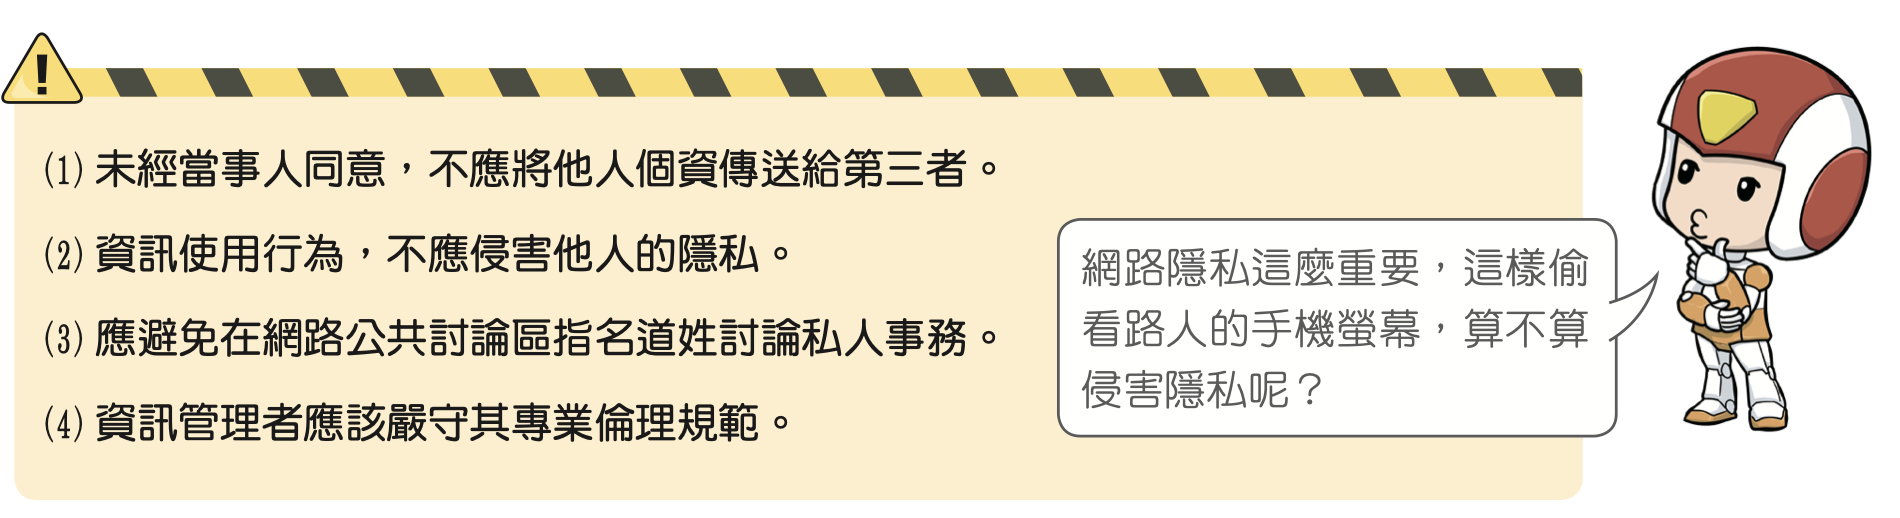 !
(1) 未經當事人同意，不應將他人個資傳送給第三者。
(2) 資訊使用行為，不應侵害他人的隱私。
(3) 應避免在網路公共討論區指名道姓討論私人事務。
(4) 資訊管理者應該嚴守其專業倫理規範。
網路隱私這麼重要，這樣偷
看路人的手機螢幕，算不算
侵害隱私呢？